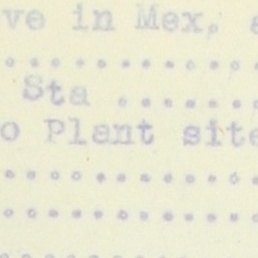 ve in Mex.
. . . . . . . . . . . .
Sta . . . . . . .
o Plant site
. . . . . . . . . . . .
. . . . . . . . . . . .